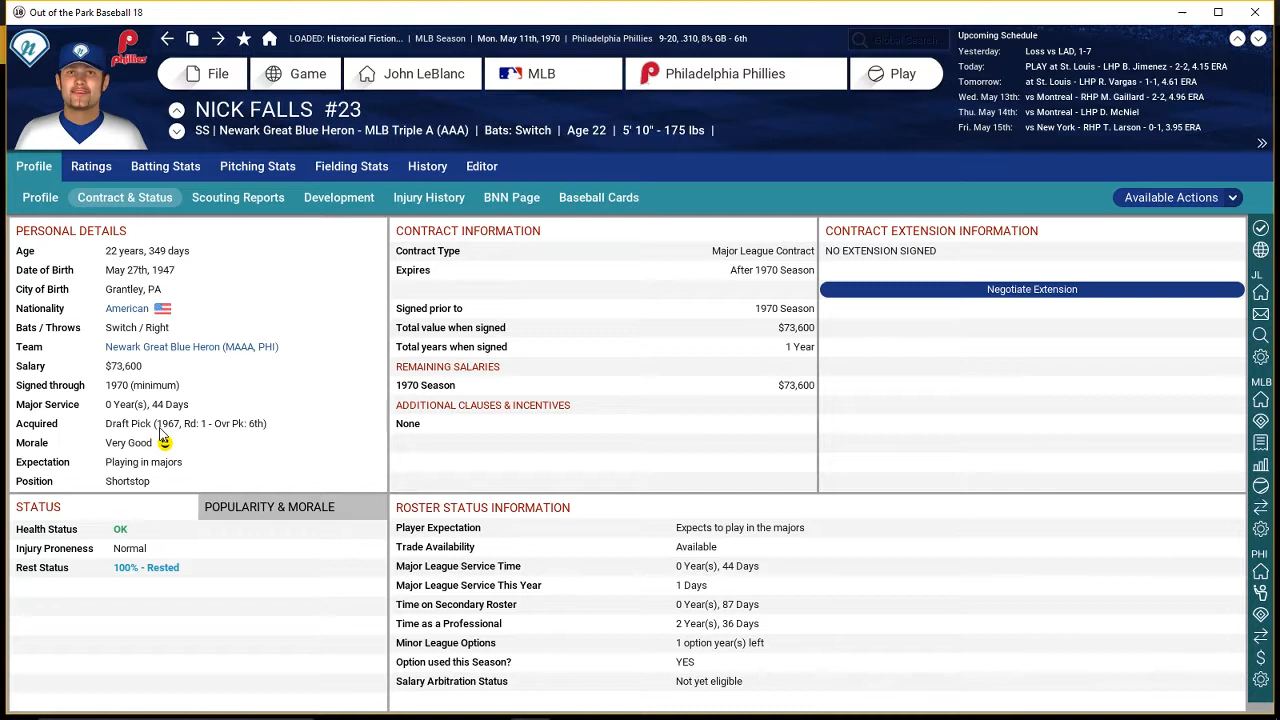 Out of the Park Baseball 18
LOADED: Historical Fiction... | MLB Season | Mon. May 11th, 1970 | Philadelphia Phillies 9-20, .310, 8½ GB - 6th
Global Search...
File
Game
John LeBlanc
MLB
Philadelphia Phillies
Play
NICK FALLS #23
SS | Newark Great Blue Heron - MLB Triple A (AAA) | Bats: Switch | Age 22 | 5' 10" - 175 lbs |
Upcoming Schedule
Yesterday: Loss vs LAD, 1-7
Today: PLAY at St. Louis - LHP B. Jimenez - 2-2, 4.15 ERA
Tomorrow: at St. Louis - LHP R. Vargas - 1-1, 4.61 ERA
Wed. May 13th: vs Montreal - RHP M. Gaillard - 2-2, 4.96 ERA
Thu. May 14th: vs Montreal - LHP D. McNiel
Fri. May 15th: vs New York - RHP T. Larson - 0-1, 3.95 ERA
Profile Ratings Batting Stats Pitching Stats Fielding Stats History Editor
Profile Contract & Status Scouting Reports Development Injury History BNN Page Baseball Cards
Available Actions
PERSONAL DETAILS
Age 22 years, 349 days
Date of Birth May 27th, 1947
City of Birth Grantley, PA
Nationality American
Bats / Throws Switch / Right
Team Newark Great Blue Heron (MAAA, PHI)
Salary $73,600
Signed through 1970 (minimum)
Major Service 0 Year(s), 44 Days
Acquired Draft Pick (1967, Rd: 1 - Ovr Pk: 6th)
Morale Very Good
Expectation Playing in majors
Position Shortstop
CONTRACT INFORMATION
Contract Type Major League Contract
Expires After 1970 Season
Signed prior to 1970 Season
Total value when signed $73,600
Total years when signed 1 Year
REMAINING SALARIES
1970 Season $73,600
ADDITIONAL CLAUSES & INCENTIVES
None
CONTRACT EXTENSION INFORMATION
NO EXTENSION SIGNED
Negotiate Extension
STATUS
POPULARITY & MORALE
Health Status OK
Injury Proneness Normal
Rest Status 100% - Rested
ROSTER STATUS INFORMATION
Player Expectation Expects to play in the majors
Trade Availability Available
Major League Service Time 0 Year(s), 44 Days
Major League Service This Year 1 Days
Time on Secondary Roster 0 Year(s), 87 Days
Time as a Professional 2 Year(s), 36 Days
Minor League Options 1 option year(s) left
Option used this Season? YES
Salary Arbitration Status Not yet eligible
JL
MLB
PHI